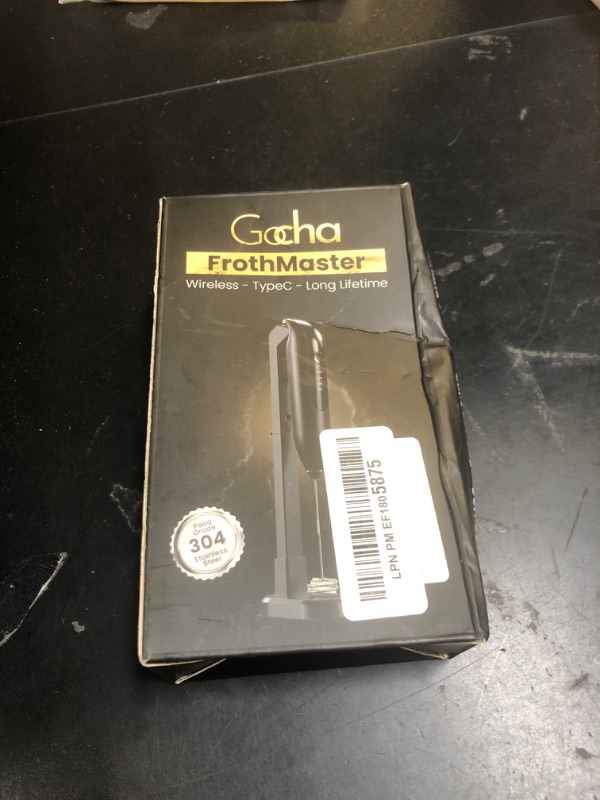 Gocha
FrothMaster
Wireless - TypeC - Long Lifetime
Food
Grade
304
Stainless
Steel
LPN PM EF1805875